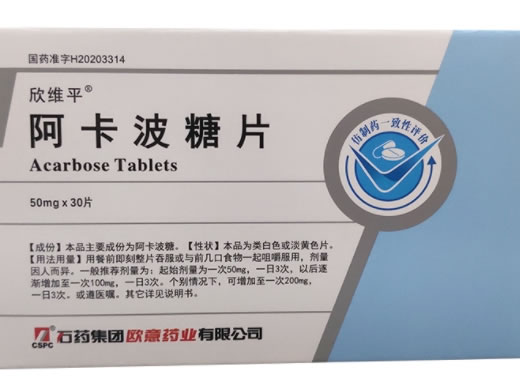 国药准字H20203314
欣维平®
阿卡波糖片
Acarbose Tablets
50mg x 30片
仿制药一致性评价
【成份】本品主要成份为阿卡波糖。【性状】本品为类白色或淡黄色片。
【用法用量】用餐前即刻整片吞服或与前几口食物一起咀嚼服用，剂量
因人而异。一般推荐剂量为：起始剂量为一次50mg，一日3次，以后逐
渐增加至一次100mg，一日3次。个别情况下，可增加至一次200mg，
一日3次。或遵医嘱。其它详见说明书。
CSPC 石药集团欧意药业有限公司